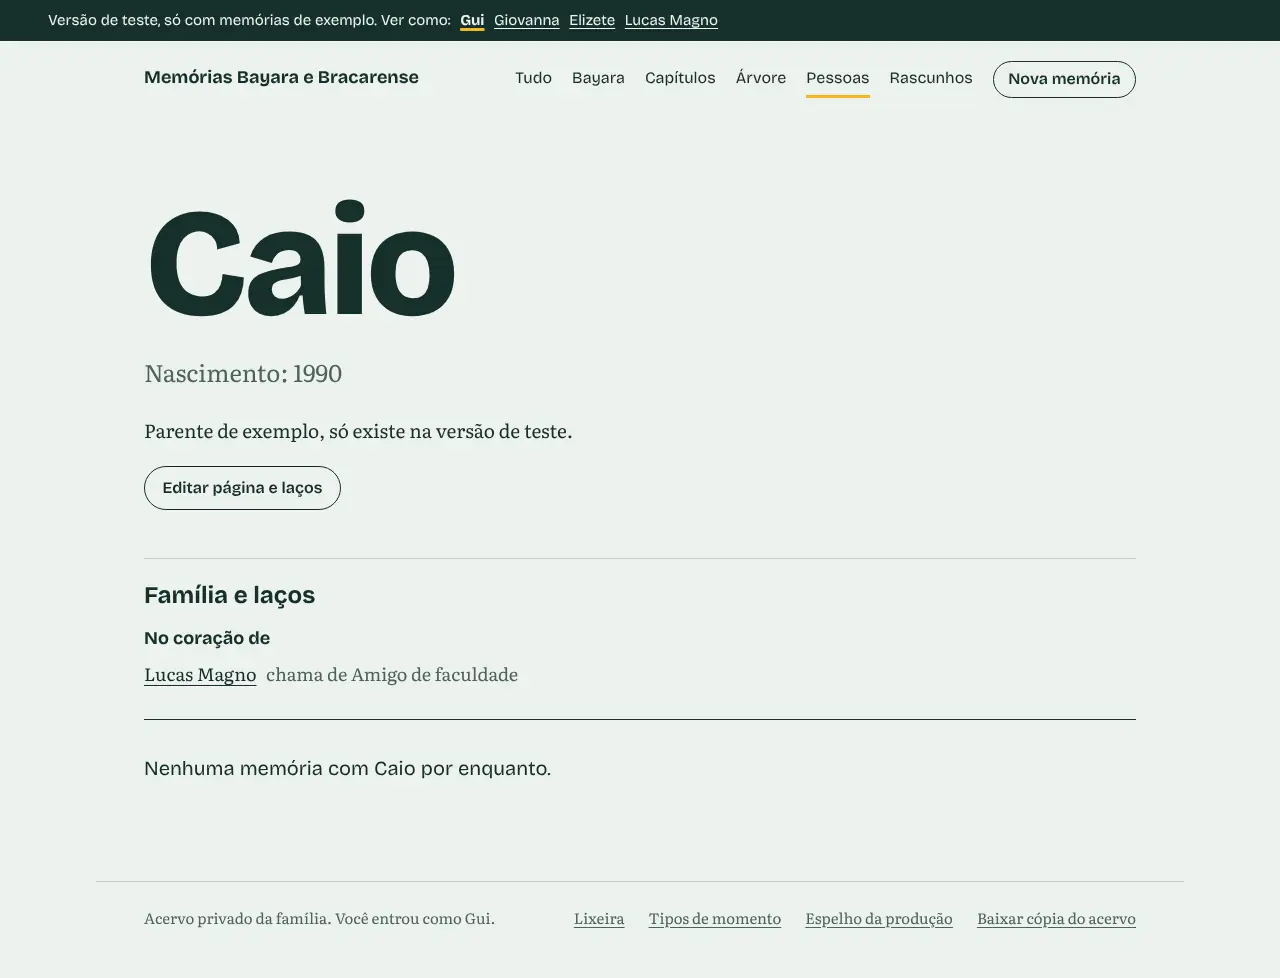 Versão de teste, só com memórias de exemplo. Ver como: Gui Giovanna Elizete Lucas Magno
Memórias Bayara e Bracarense Tudo Bayara Capítulos Árvore Pessoas Rascunhos Nova memória
Caio
Nascimento: 1990
Parente de exemplo, só existe na versão de teste.
Editar página e laços
Família e laços
No coração de
Lucas Magno chama de Amigo de faculdade
Nenhuma memória com Caio por enquanto.
Acervo privado da família. Você entrou como Gui. Lixeira Tipos de momento Espelho da produção Baixar cópia do acervo